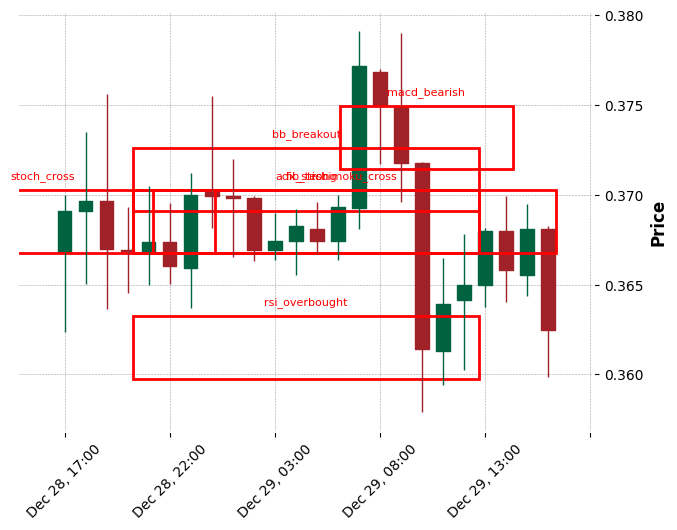 0.380
macd_bearish
0.375
bb_breakout
stoch_cross
0.370
Price
0.365
rsi_overbought
0.360
Dec 28, 17:00
Dec 28, 22:00
Dec 29, 03:00
Dec 29, 08:00
Dec 29, 13:00